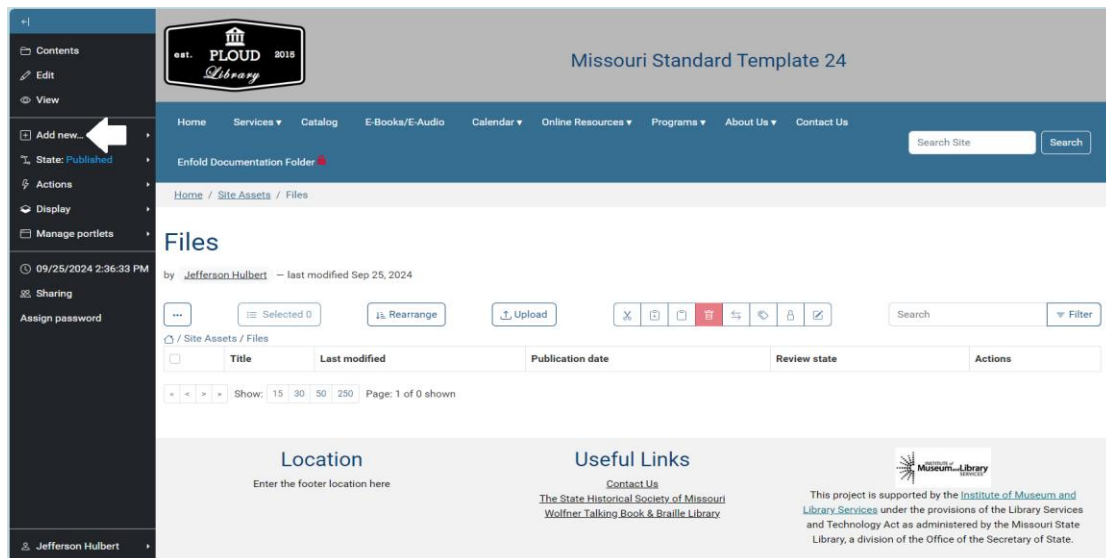 Contents
Edit
View
Add new...
State: Published
Actions
Display
Manage portlets
09/25/2024 2:36:33 PM
Sharing
Assign password
Jefferson Hulbert
est. PLOUD 2015
Library
Missouri Standard Template 24
Home Services Catalog E-Books/E-Audio Calendar Online Resources Programs About Us Contact Us
Enfold Documentation Folder
Search Site Search
Home / Site Assets / Files
Files
by Jefferson Hulbert — last modified Sep 25, 2024
... Selected 0 Rearrange Upload Search Filter
/ Site Assets / Files
Title Last modified Publication date Review state Actions
« < > » Show: 15 30 50 250 Page: 1 of 0 shown
Location
Enter the footer location here
Useful Links
Contact Us
The State Historical Society of Missouri
Wolfner Talking Book & Braille Library
INSTITUTE of
Museum and Library
SERVICES
This project is supported by the Institute of Museum and
Library Services under the provisions of the Library Services
and Technology Act as administered by the Missouri State
Library, a division of the Office of the Secretary of State.